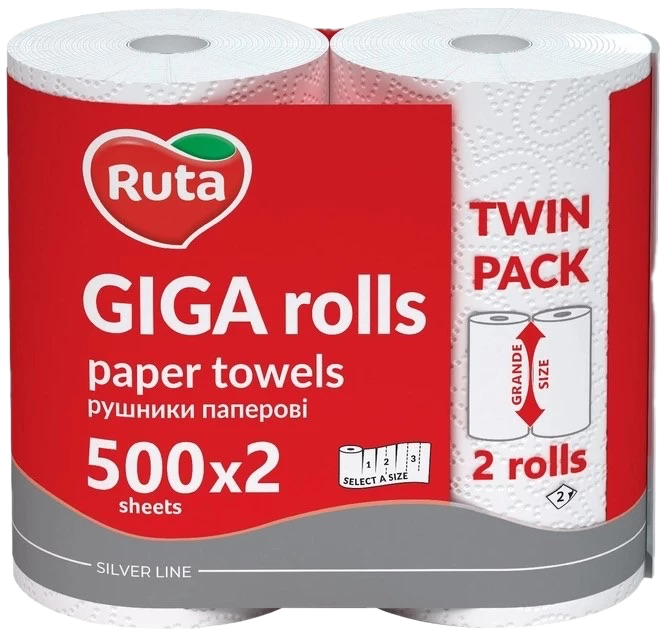 Ruta
GIGA rolls
paper towels
рушники паперові
500x2
sheets
1 2 3
SELECT A SIZE
SILVER LINE
TWIN
PACK
GRANDE
SIZE
2 rolls
2